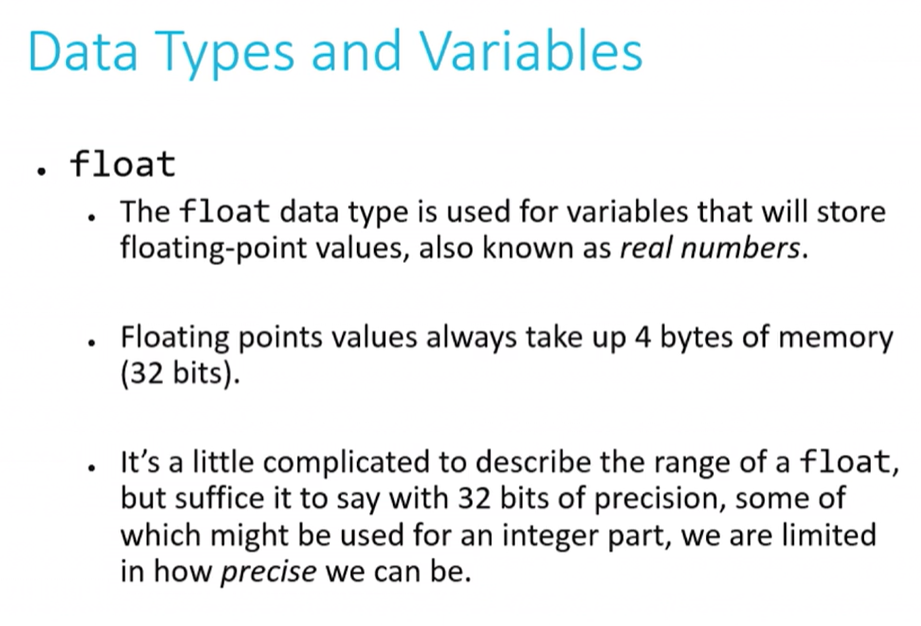 Data Types and Variables
• float
• The float data type is used for variables that will store
floating-point values, also known as real numbers.
• Floating points values always take up 4 bytes of memory
(32 bits).
• It’s a little complicated to describe the range of a float,
but suffice it to say with 32 bits of precision, some of
which might be used for an integer part, we are limited
in how precise we can be.